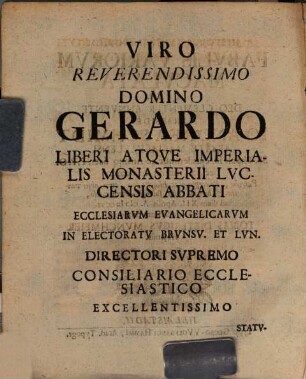 VIRO
REVERENDISSIMO
DOMINO
GERARDO
LIBERI ATQVE IMPERIA-
LIS MONASTERII LVC-
CENSIS ABBATI
ECCLESIARVM EVANGELICARVM
IN ELECTORATV BRVNSV. ET LVN.
DIRECTORI SVPREMO
CONSILIARIO ECCLE-
SIASTICO
EXCELLENTISSIMO
STATV-